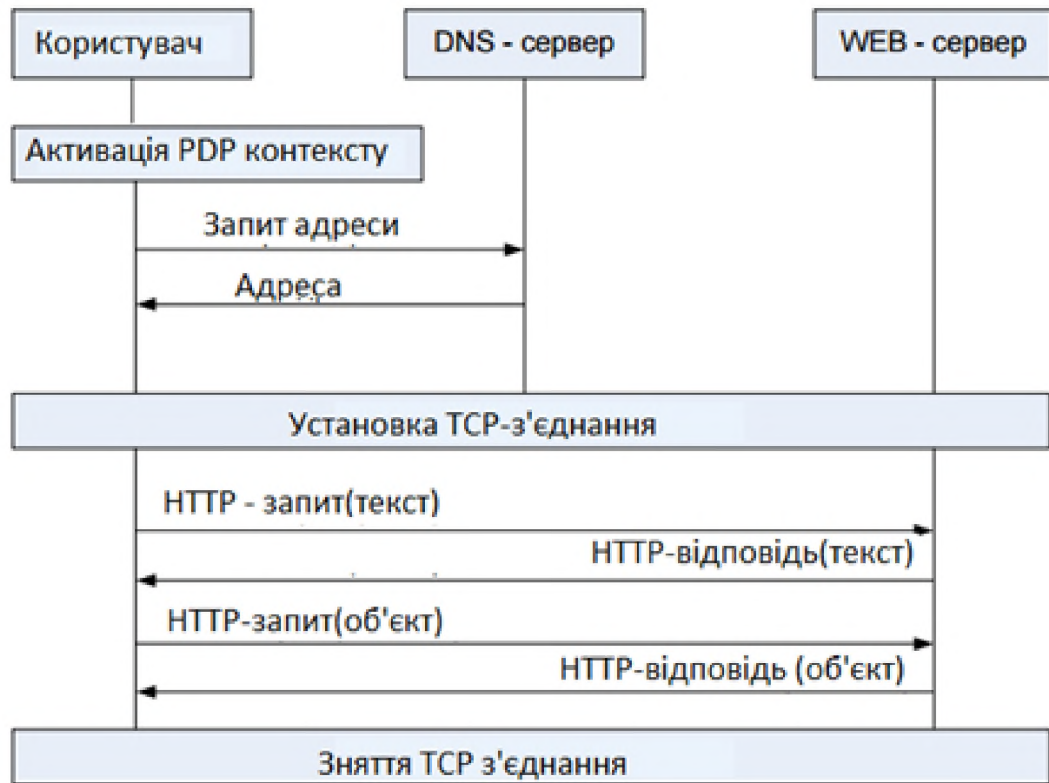 Користувач
DNS - сервер
WEB - сервер
Активація PDP контексту
Запит адреси
Адреса
Установка TCP-з'єднання
HTTP - запит(текст)
HTTP-відповідь(текст)
HTTP-запит(об'єкт)
HTTP-відповідь (об'єкт)
Зняття TCP з'єднання